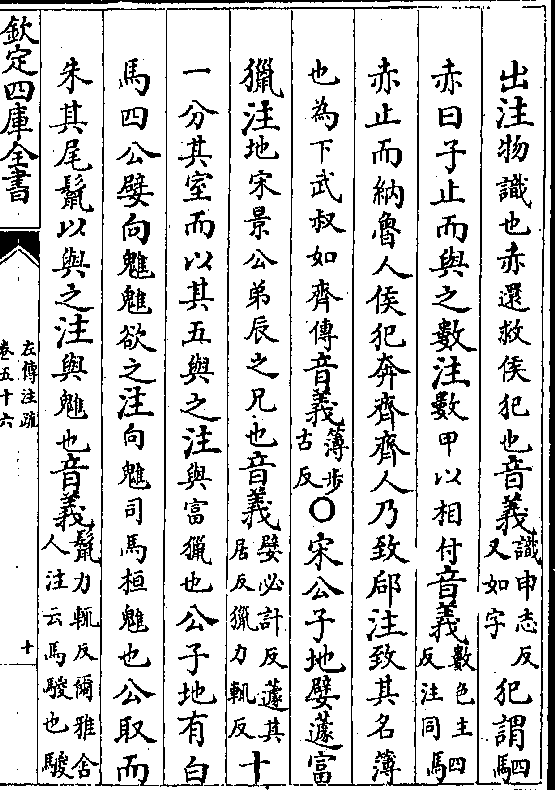 出注物識也赤還救侯犯也音義識申志反又如字犯謂駟
赤曰子止而與之數注數甲以相付音義數色主反注同駟
赤止而納魯人侯犯奔齊齊人乃致郈注致其名簿
也為下武叔如齊傳音義簿步古反○宋公子地嬖蘧富
獵注地宋景公弟辰之兄也音義嬖必計反蘧其居反獵力輒反十
一分其室而以其五與之注與富獵也公子地有白
馬四公嬖向魋魋欲之注向魋司馬桓魋也公取而
朱其尾鬣以與之注與魋也音義鬣力輒反爾雅舍人注云馬騣也騣
欽定四庫全書
左傳注疏
卷五十六
十